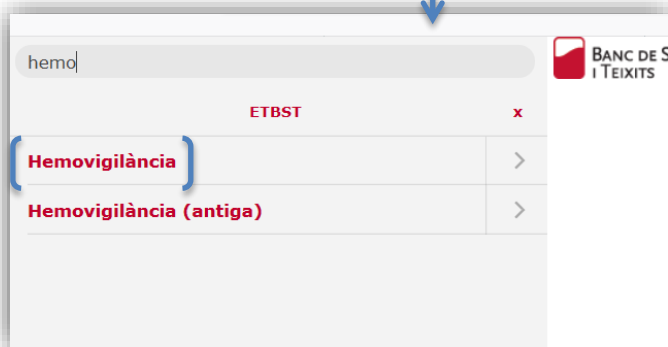 hemo
BANC DE S
I TEIXITS
ETBST x
Hemovigilància
Hemovigilància (antiga)